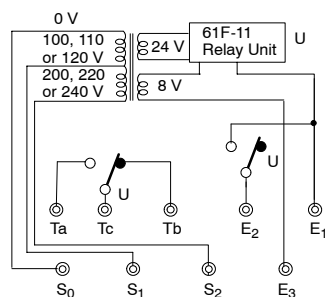 0 V
100, 110
or 120 V
200, 220
or 240 V
24 V
8 V
61F-11
Relay Unit
U
U
U
Ta
Tc
Tb
E2
E1
S0
S1
S2
E3